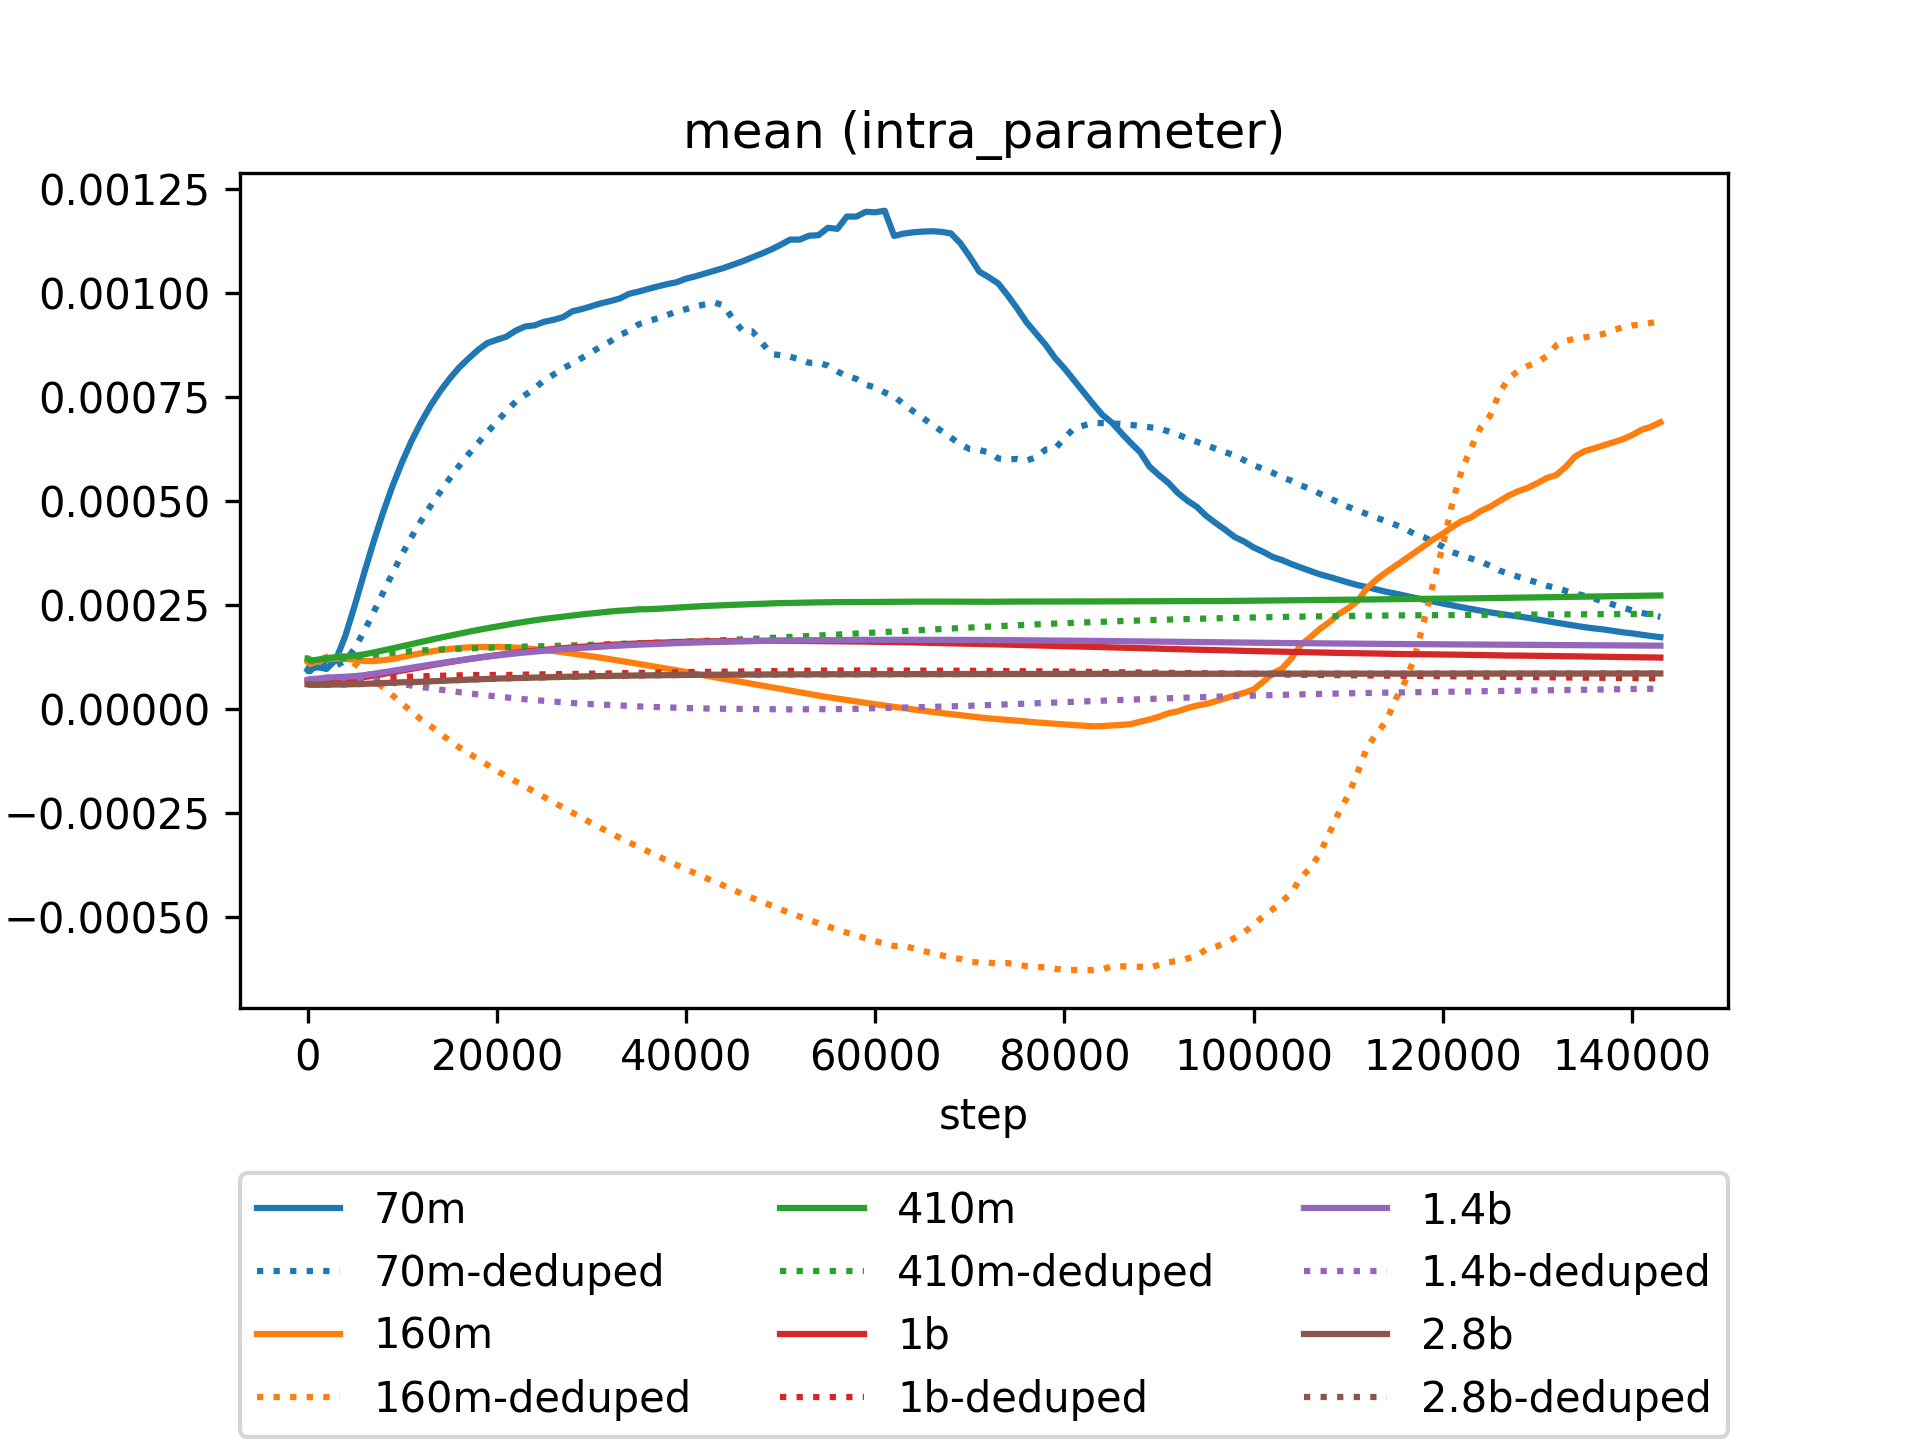 mean (intra_parameter)
0.00125
0.00100
0.00075
0.00050
0.00025
0.00000
−0.00025
−0.00050
0 20000 40000 60000 80000 100000 120000 140000
step
70m 410m 1.4b
70m-deduped 410m-deduped 1.4b-deduped
160m 1b 2.8b
160m-deduped 1b-deduped 2.8b-deduped